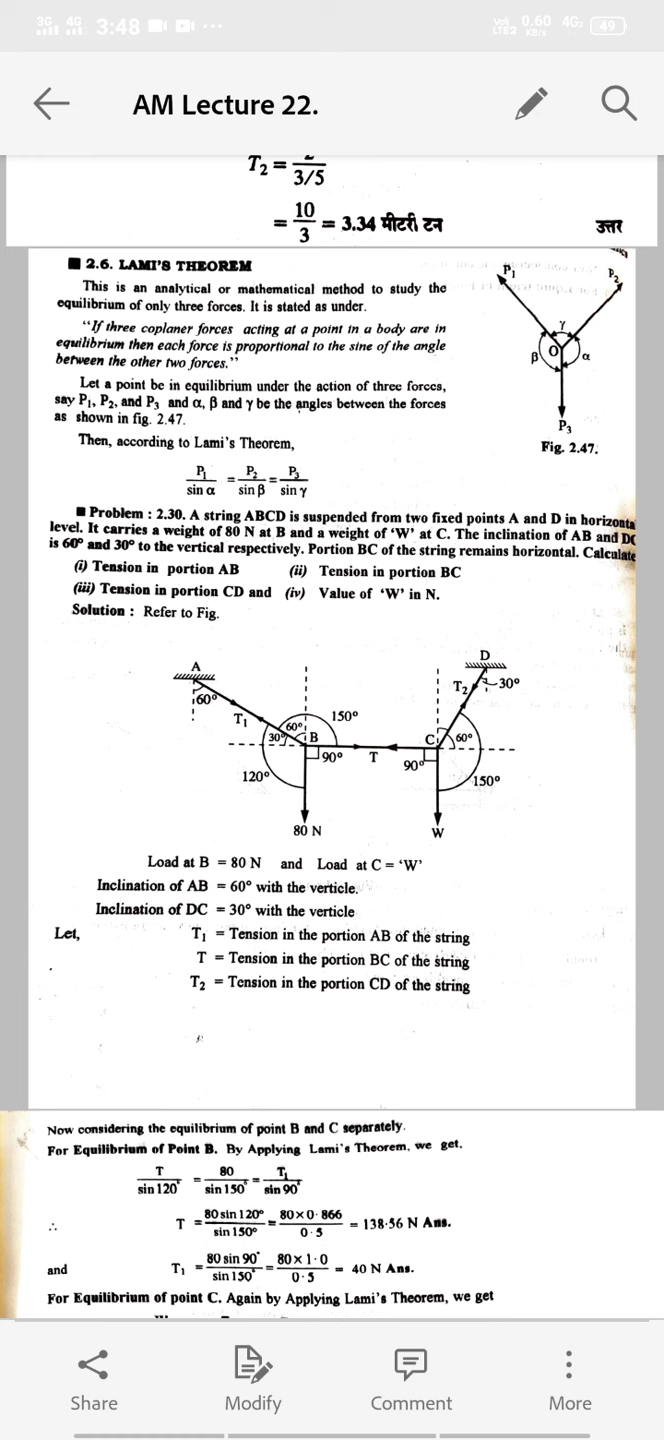 3G 4G 3:48 ... VoLTE2 0.60 KB/s 4G2 49
AM Lecture 22.
T₂ = 2/3/5
= 10/3 = 3.34 मीटरी टन उत्तर
■ 2.6. LAMI'S THEOREM
This is an analytical or mathematical method to study the
equilibrium of only three forces. It is stated as under.
"If three coplaner forces acting at a point in a body are in
equilibrium then each force is proportional to the sine of the angle
between the other two forces."
Let a point be in equilibrium under the action of three forces,
say P₁, P₂, and P₃ and α, β and γ be the angles between the forces
as shown in fig. 2.47.
Then, according to Lami's Theorem,
P₁/sin α = P₂/sin β = P₃/sin γ
P₁
P₂
γ
β O α
P₃
Fig. 2.47.
■ Problem : 2.30. A string ABCD is suspended from two fixed points A and D in horizonta
level. It carries a weight of 80 N at B and a weight of 'W' at C. The inclination of AB and DC
is 60° and 30° to the vertical respectively. Portion BC of the string remains horizontal. Calculate
(i) Tension in portion AB (ii) Tension in portion BC
(iii) Tension in portion CD and (iv) Value of 'W' in N.
Solution : Refer to Fig.
A D
60° T₂ 30°
T₁ 60° 150°
30° B C 60°
90° T 90°
120° 150°
80 N W
Load at B = 80 N and Load at C = 'W'
Inclination of AB = 60° with the verticle.
Inclination of DC = 30° with the verticle
Let, T₁ = Tension in the portion AB of the string
T = Tension in the portion BC of the string
T₂ = Tension in the portion CD of the string
Now considering the equilibrium of point B and C separately.
For Equilibrium of Point B. By Applying Lami's Theorem, we get.
T/sin 120° = 80/sin 150° = T₁/sin 90°
∴ T = 80 sin 120°/sin 150° = 80 × 0·866/0·5 = 138·56 N Ans.
and T₁ = 80 sin 90°/sin 150° = 80 × 1·0/0·5 = 40 N Ans.
For Equilibrium of point C. Again by Applying Lami's Theorem, we get
Share Modify Comment More